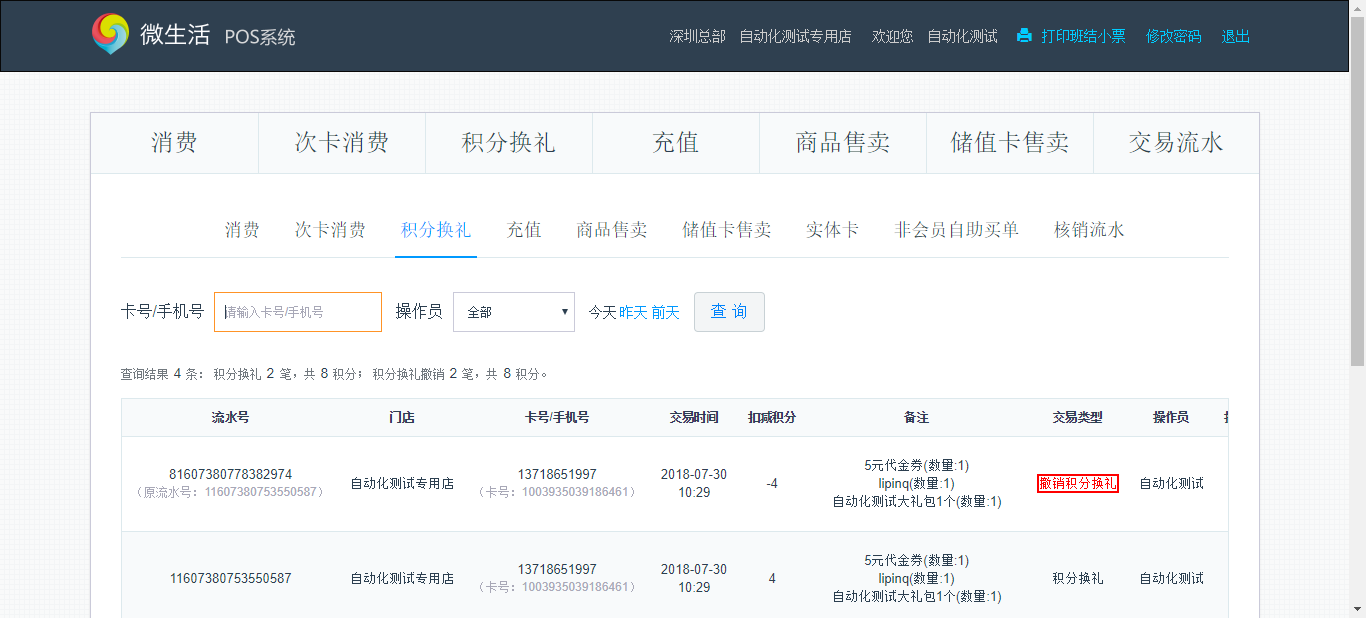 微生活 POS系统 深圳总部 自动化测试专用店 欢迎您 自动化测试 打印班结小票 修改密码 退出
消费 次卡消费 积分换礼 充值 商品售卖 储值卡售卖 交易流水
消费 次卡消费 积分换礼 充值 商品售卖 储值卡售卖 实体卡 非会员自助买单 核销流水
卡号/手机号 请输入卡号/手机号 操作员 全部 今天 昨天 前天 查 询
查询结果 4 条： 积分换礼 2 笔，共 8 积分； 积分换礼撤销 2 笔，共 8 积分。
流水号 门店 卡号/手机号 交易时间 扣减积分 备注 交易类型 操作员
81607380778382974
（原流水号：11607380753550587）
自动化测试专用店
13718651997
（卡号：1003935039186461）
2018-07-30
10:29
-4
5元代金券(数量:1)
lipinq(数量:1)
自动化测试大礼包1个(数量:1)
撤销积分换礼
自动化测试
11607380753550587
自动化测试专用店
13718651997
（卡号：1003935039186461）
2018-07-30
10:29
4
5元代金券(数量:1)
lipinq(数量:1)
自动化测试大礼包1个(数量:1)
积分换礼
自动化测试